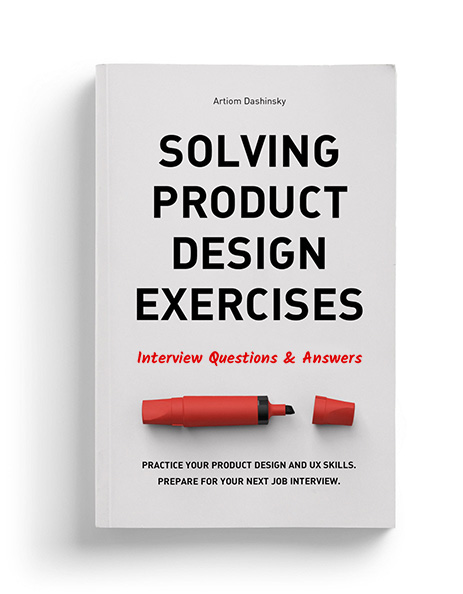 Artiom Dashinsky
SOLVING
PRODUCT
DESIGN
EXERCISES
Interview Questions & Answers
PRACTICE YOUR PRODUCT DESIGN AND UX SKILLS.
PREPARE FOR YOUR NEXT JOB INTERVIEW.